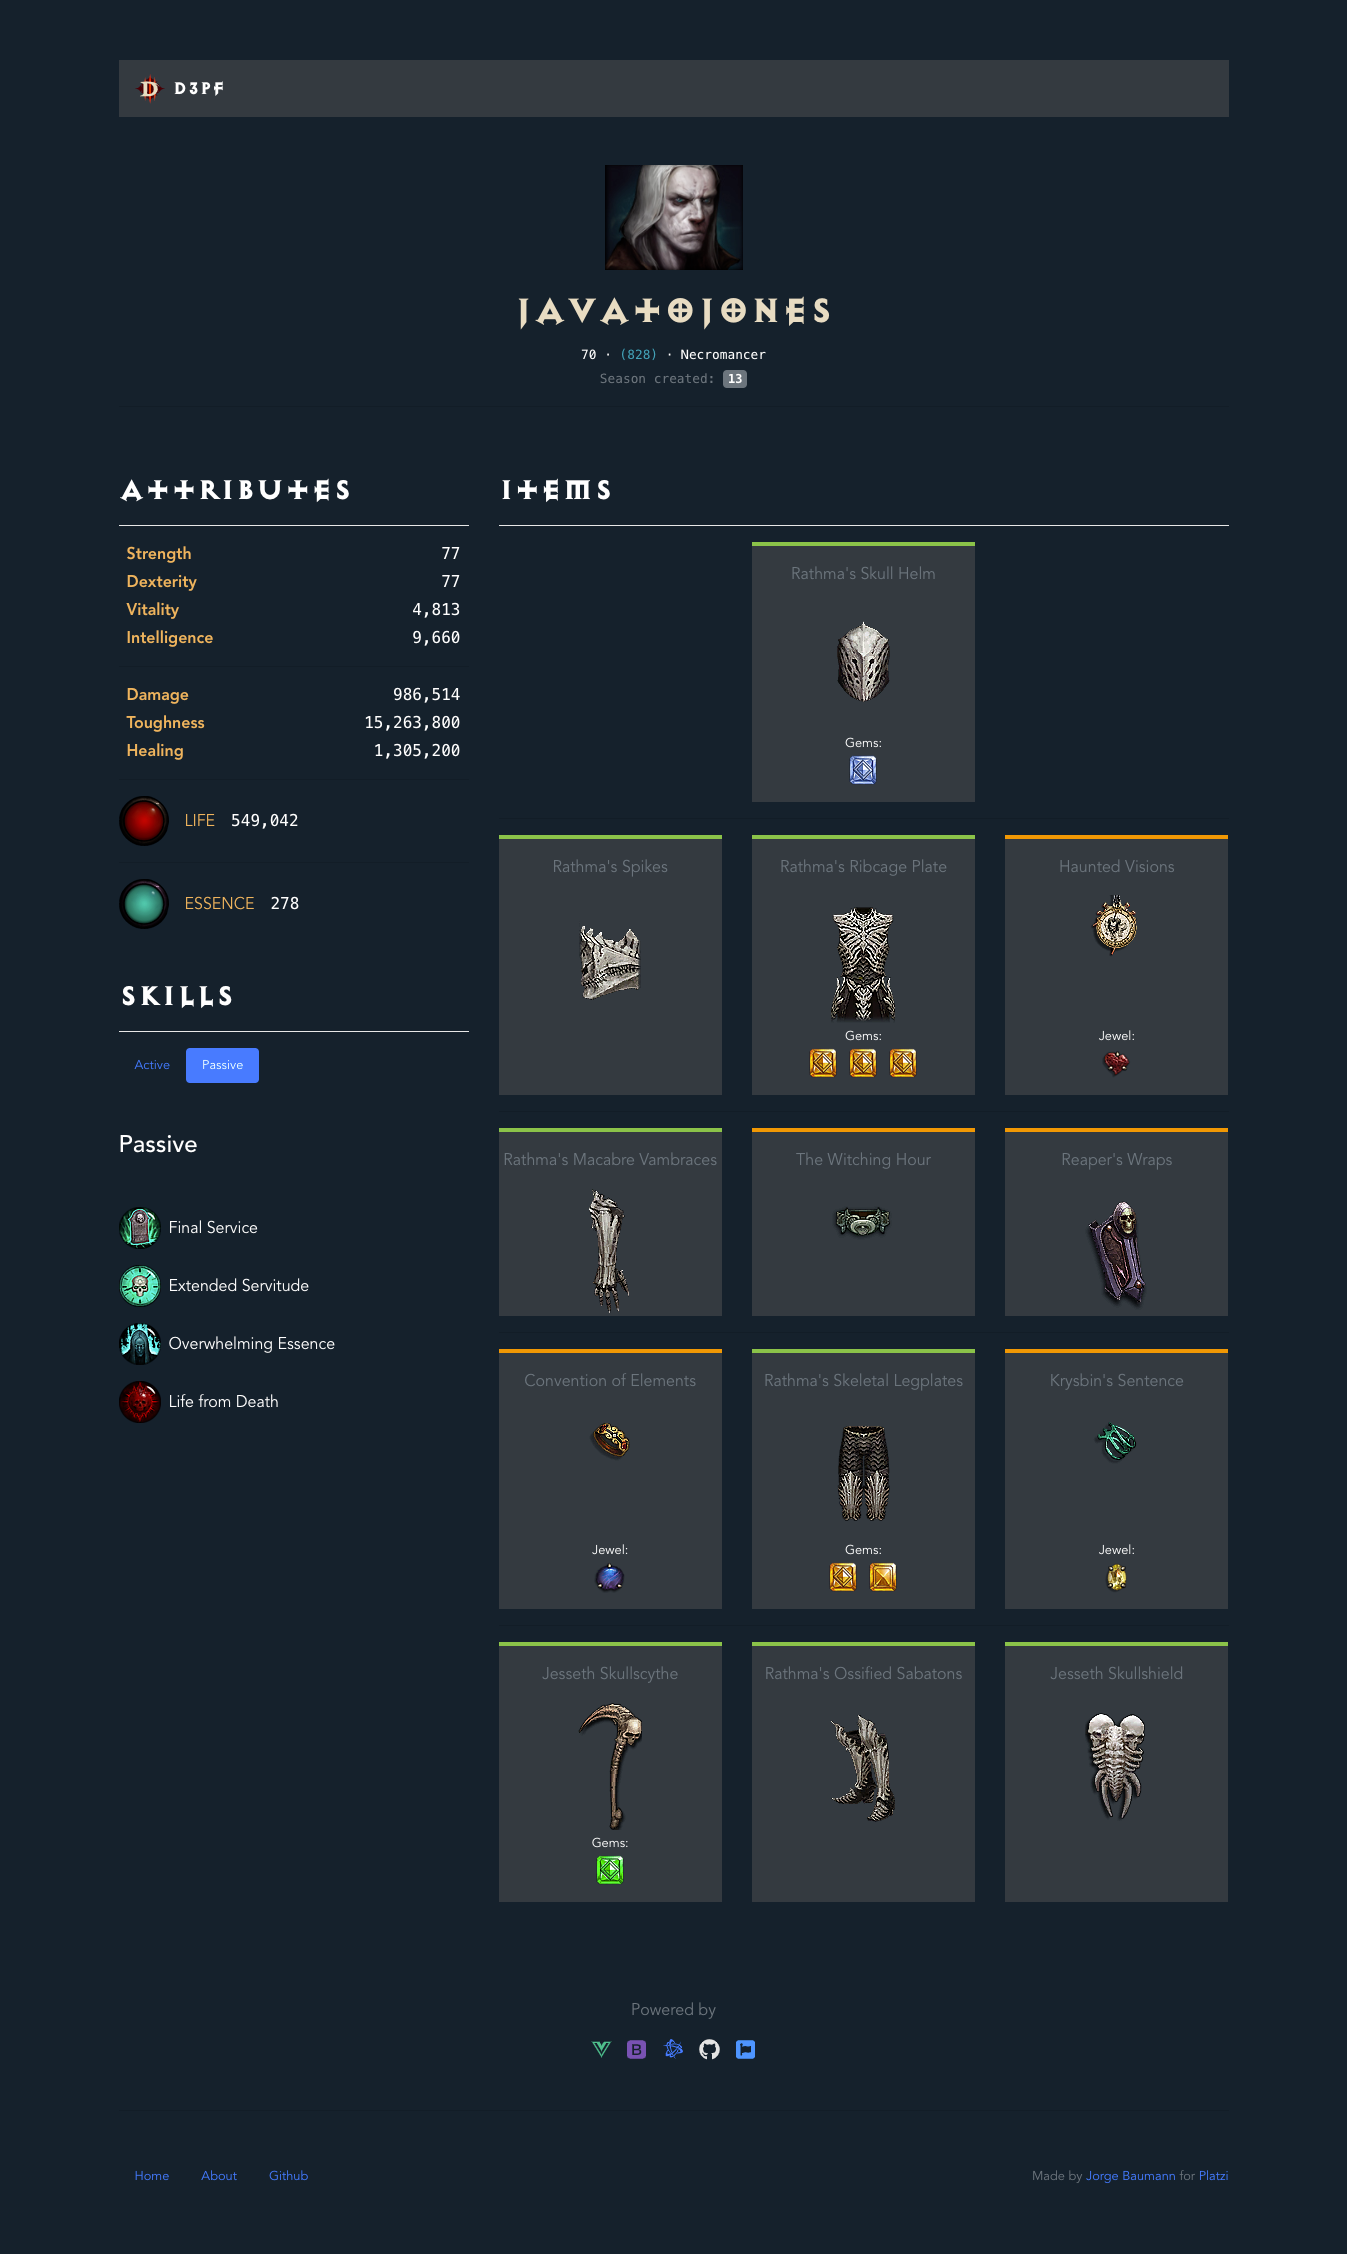 D3PF
JAVATOJONES
70 · (828) · Necromancer
Season created: 13
ATTRIBUTES
Strength 77
Dexterity 77
Vitality 4,813
Intelligence 9,660
Damage 986,514
Toughness 15,263,800
Healing 1,305,200
LIFE 549,042
ESSENCE 278
SKILLS
Active Passive
Passive
Final Service
Extended Servitude
Overwhelming Essence
Life from Death
ITEMS
Rathma's Skull Helm
Gems:
Rathma's Spikes
Rathma's Ribcage Plate
Gems:
Haunted Visions
Jewel:
Rathma's Macabre Vambraces
The Witching Hour
Reaper's Wraps
Convention of Elements
Jewel:
Rathma's Skeletal Legplates
Gems:
Krysbin's Sentence
Jewel:
Jesseth Skullscythe
Gems:
Rathma's Ossified Sabatons
Jesseth Skullshield
Powered by
Home About Github
Made by Jorge Baumann for Platzi